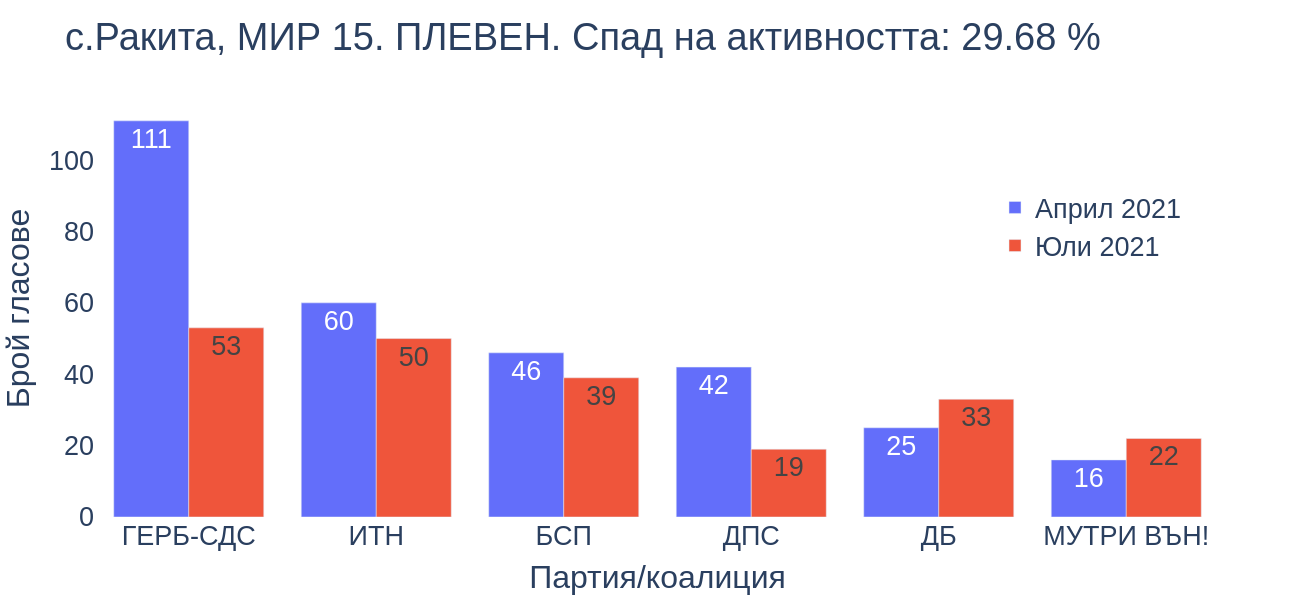 с.Ракита, МИР 15. ПЛЕВЕН. Спад на активността: 29.68 %
Брой гласове
100
80
60
40
20
0
111
53
60
50
46
39
42
19
25
33
16
22
Април 2021
Юли 2021
ГЕРБ-СДС
ИТН
БСП
ДПС
ДБ
МУТРИ ВЪН!
Партия/коалиция